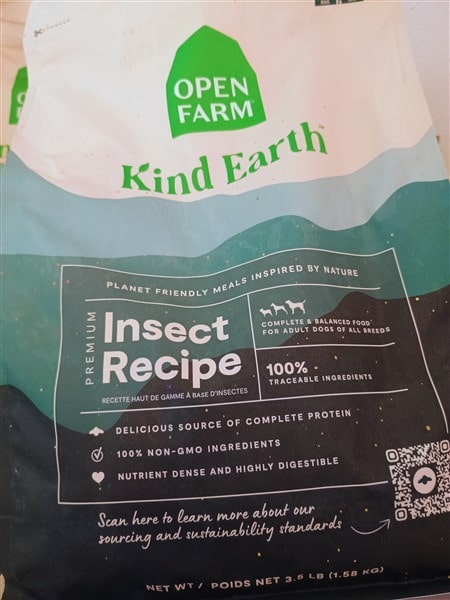 OPEN
FARM
Kind Earth™
PLANET FRIENDLY MEALS INSPIRED BY NATURE
PREMIUM
Insect
Recipe
RECETTE HAUT DE GAMME À BASE D'INSECTES
COMPLETE & BALANCED FOOD
FOR ADULT DOGS OF ALL BREEDS
100%
TRACEABLE INGREDIENTS
DELICIOUS SOURCE OF COMPLETE PROTEIN
100% NON-GMO INGREDIENTS
NUTRIENT DENSE AND HIGHLY DIGESTIBLE
Scan here to learn more about our
sourcing and sustainability standards
NET WT / POIDS NET 3.5 LB (1.58 KG)